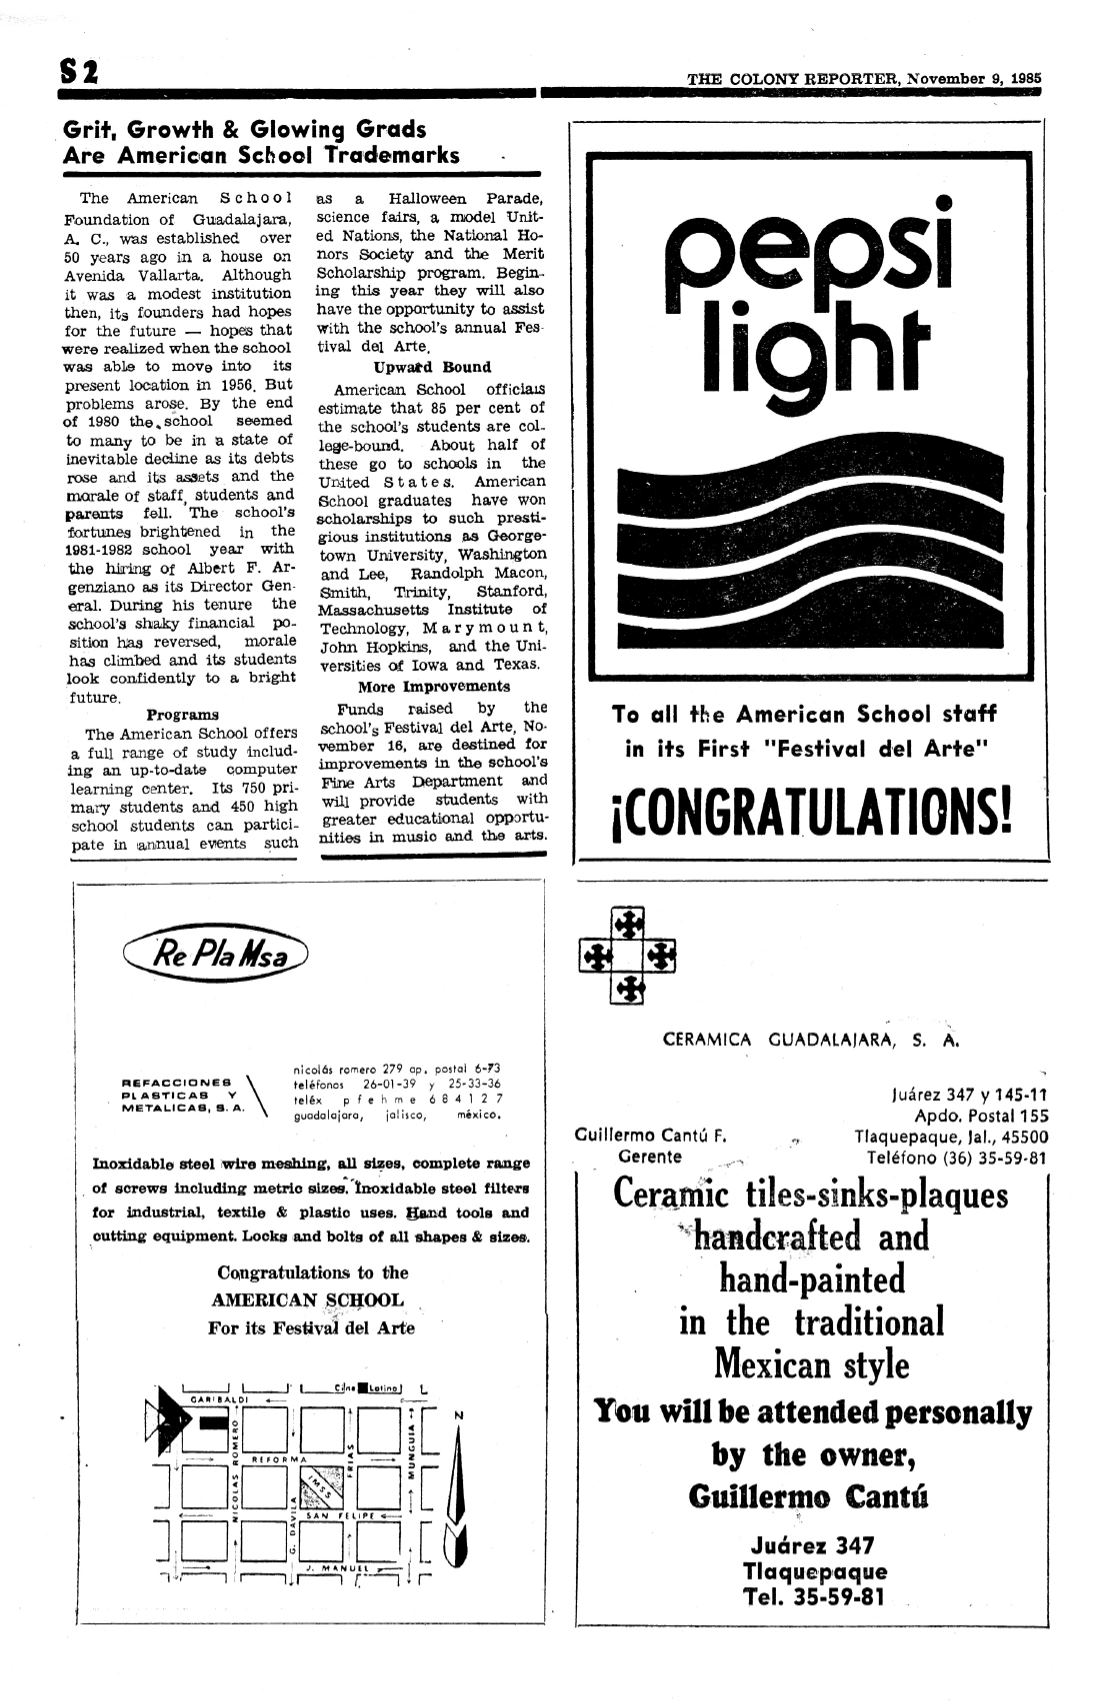 S 2
THE COLONY REPORTER, November 9, 1985
Grit, Growth & Glowing Grads
Are American School Trademarks
The American School
Foundation of Guadalajara,
A. C., was established over
50 years ago in a house on
Avenida Vallarta. Although
it was a modest institution
then, its founders had hopes
for the future — hopes that
were realized when the school
was able to move into its
present location in 1956. But
problems arose. By the end
of 1980 the school seemed
to many to be in a state of
inevitable decline as its debts
rose and its assets and the
morale of staff, students and
parents fell. The school's
fortunes brightened in the
1981-1982 school year with
the hiring of Albert F. Ar-
genziano as its Director Gen-
eral. During his tenure the
school's shaky financial po-
sition has reversed, morale
has climbed and its students
look confidently to a bright
future.
Programs
The American School offers
a full range of study includ-
ing an up-to-date computer
learning center. Its 750 pri-
mary students and 450 high
school students can partici-
pate in annual events such
as a Halloween Parade,
science fairs, a model Unit-
ed Nations, the National Ho-
nors Society and the Merit
Scholarship program. Begin-
ing this year they will also
have the opportunity to assist
with the school's annual Fes-
tival del Arte.
Upward Bound
American School officials
estimate that 85 per cent of
the school's students are col-
lege-bound. About half of
these go to schools in the
United States. American
School graduates have won
scholarships to such presti-
gious institutions as George-
town University, Washington
and Lee, Randolph Macon,
Smith, Trinity, Stanford,
Massachusetts Institute of
Technology, Marymount,
John Hopkins, and the Uni-
versities of Iowa and Texas.
More Improvements
Funds raised by the
school's Festival del Arte, No-
vember 16, are destined for
improvements in the school's
Fine Arts Department and
will provide students with
greater educational opportu-
nities in music and the arts.
pepsi
light
To all the American School staff
in its First "Festival del Arte"
¡CONGRATULATIONS!
Re Pla Msa
REFACCIONES
PLASTICAS Y
METALICAS, S. A.
nicolás romero 279 ap. postal 6-73
teléfonos 26-01-39 y 25-33-36
teléx pfehme 684127
guadalajara, jalisco, méxico.
Inoxidable steel wire meshing, all sizes, complete range
of screws including metric sizes. Inoxidable steel filters
for industrial, textile & plastic uses. Hand tools and
cutting equipment. Locks and bolts of all shapes & sizes.
Congratulations to the
AMERICAN SCHOOL
For its Festival del Arte
Cine Latino
GARIBALDI
N
NICOLAS ROMERO
REFORMA
FRIAS
MUNGUIA
IMSS
G. DAVILA
SAN FELIPE
J. MANUEL
CERAMICA GUADALAJARA, S. A.
Juárez 347 y 145-11
Apdo. Postal 155
Guillermo Cantú F.
Gerente
Tlaquepaque, Jal., 45500
Teléfono (36) 35-59-81
Ceramic tiles-sinks-plaques
handcrafted and
hand-painted
in the traditional
Mexican style
You will be attended personally
by the owner,
Guillermo Cantú
Juárez 347
Tlaquepaque
Tel. 35-59-81